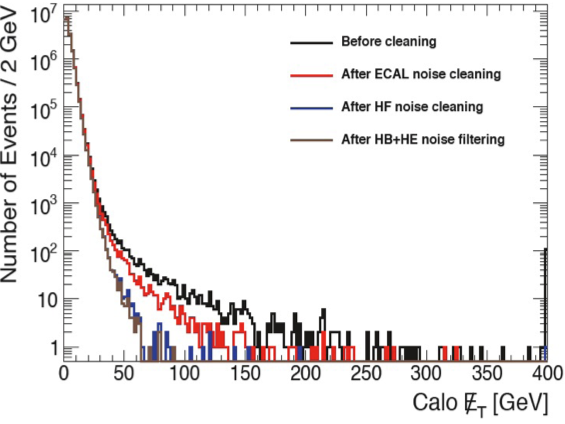 10⁷
10⁶
10⁵
10⁴
10³
10²
10
1
Number of Events / 2 GeV
Before cleaning
After ECAL noise cleaning
After HF noise cleaning
After HB+HE noise filtering
0 50 100 150 200 250 300 350 400
Calo E̸T [GeV]